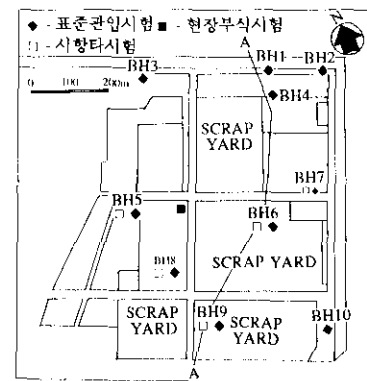 ◆ - 표준관입시험 ■ - 현장부식시험
□ - 시항타시험
N
A
0 100 200m
BH1 BH2
BH3
BH4
SCRAP
YARD
BH7
BH5
BH6
BH8
SCRAP YARD
BH9
SCRAP
YARD
SCRAP
YARD
BH10
A